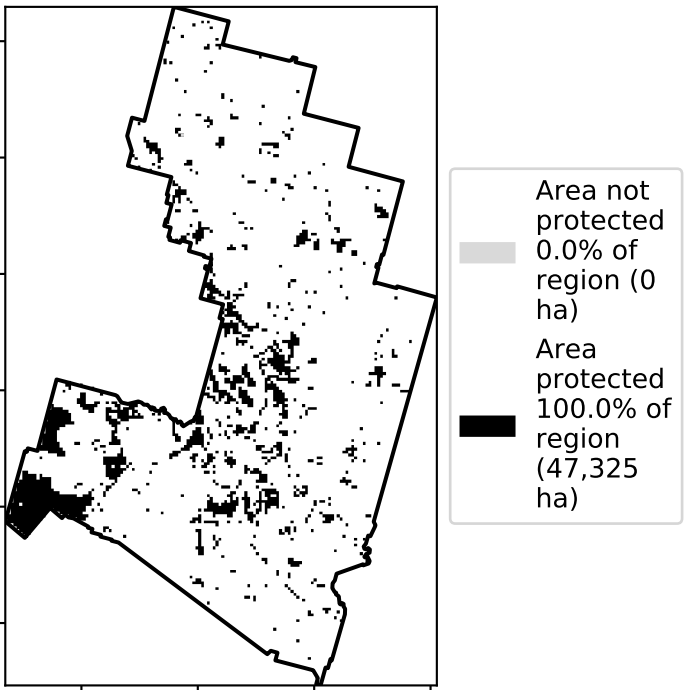 Area not
protected
0.0% of
region (0
ha)
Area
protected
100.0% of
region
(47,325
ha)